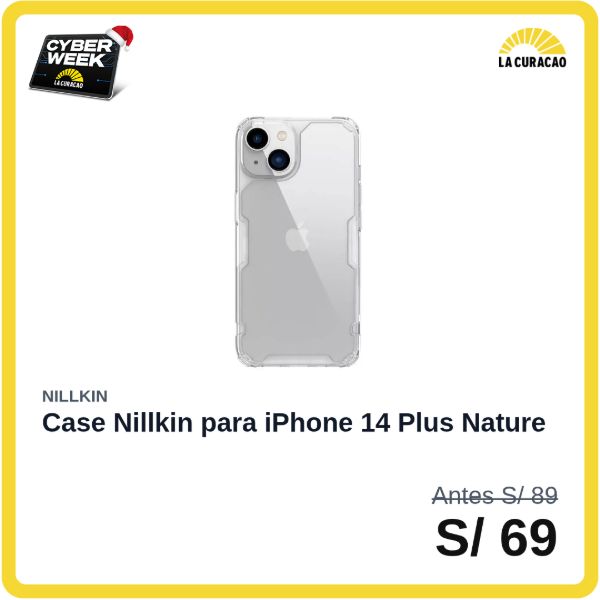 CYBER
WEEK
LA CURACAO
LA CURACAO
NILLKIN
Case Nillkin para iPhone 14 Plus Nature
Antes S/ 89
S/ 69